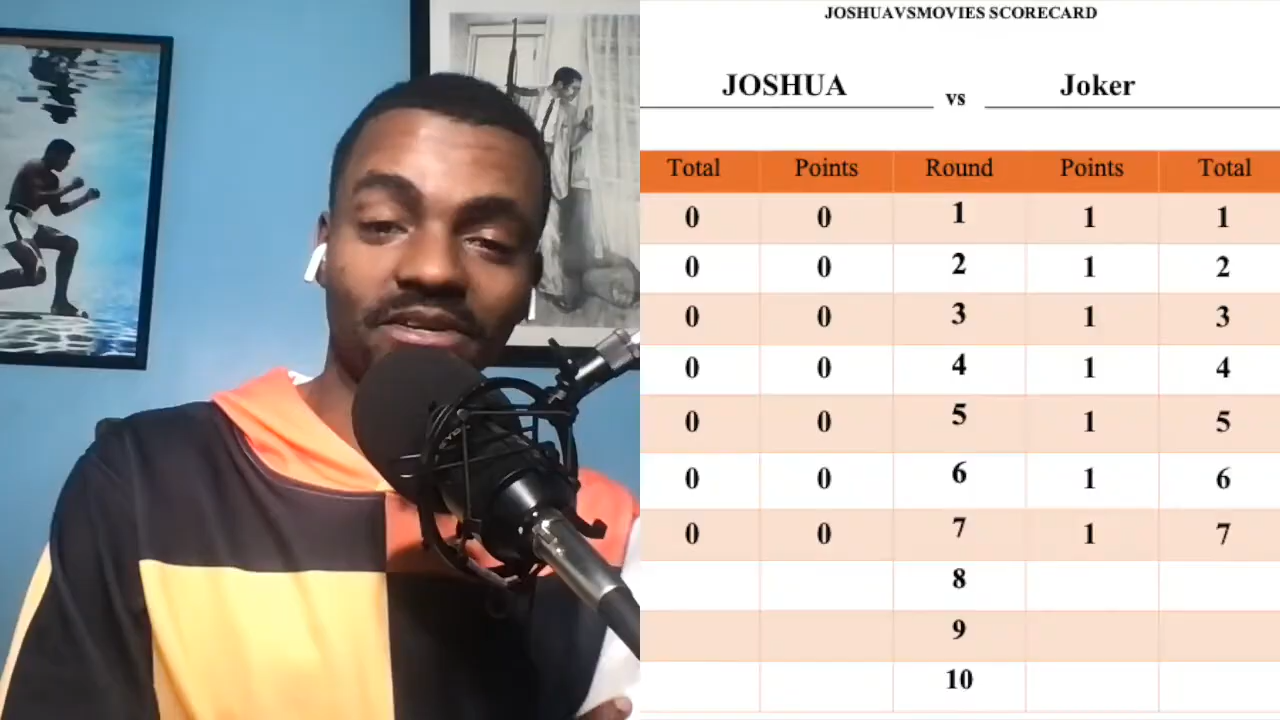 JOSHUAVSMOVIES SCORECARD
JOSHUA vs Joker
Total Points Round Points Total
0 0 1 1 1
0 0 2 1 2
0 0 3 1 3
0 0 4 1 4
0 0 5 1 5
0 0 6 1 6
0 0 7 1 7
8
9
10